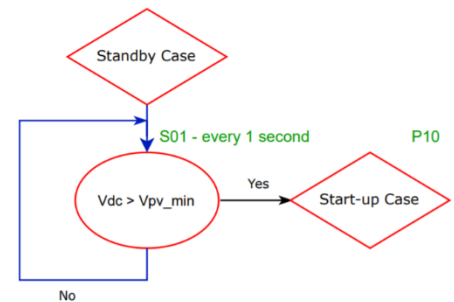 Standby Case
S01 - every 1 second
P10
Vdc > Vpv_min
Yes
Start-up Case
No